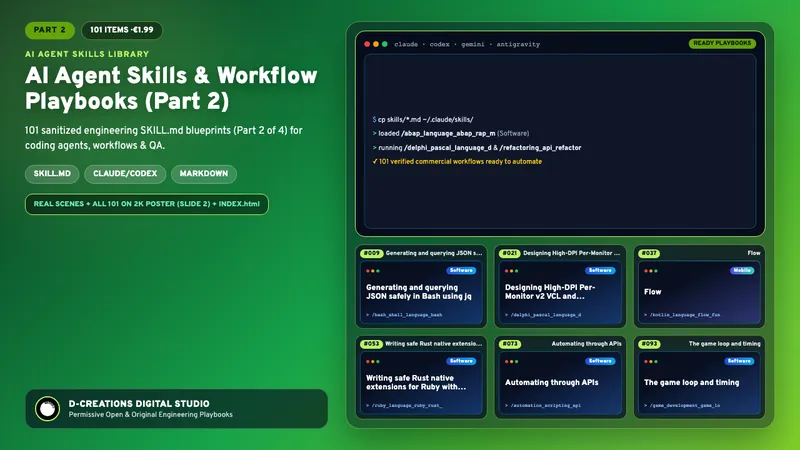 PART 2
101 ITEMS · €1.99
AI AGENT SKILLS LIBRARY
AI Agent Skills & Workflow
Playbooks (Part 2)
101 sanitized engineering SKILL.md blueprints (Part 2 of 4) for
coding agents, workflows & QA.
SKILL.MD
CLAUDE/CODEX
MARKDOWN
REAL SCENES + ALL 101 ON 2K POSTER (SLIDE 2) + INDEX.html
D-CREATIONS DIGITAL STUDIO
Permissive Open & Original Engineering Playbooks
claude · codex · gemini · antigravity
READY PLAYBOOKS
$ cp skills/*.md ~/.claude/skills/
> loaded /abap_language_abap_rap_m (Software)
> running /delphi_pascal_language_d & /refactoring_api_refactor
✓ 101 verified commercial workflows ready to automate
#009 Generating and querying JSON s...
Software
Generating and querying
JSON safely in Bash using jq
> /bash_shell_language_bash
#021 Designing High-DPI Per-Monitor ...
Software
Designing High-DPI Per-
Monitor v2 VCL and...
> /delphi_pascal_language_d
#037 Flow
Mobile
Flow
> /kotlin_language_flow_fun
#053 Writing safe Rust native extensio...
Software
Writing safe Rust native
extensions for Ruby with...
> /ruby_language_ruby_rust_
#073 Automating through APIs
Software
Automating through APIs
> /automation_scripting_api
#093 The game loop and timing
Software
The game loop and timing
> /game_development_game_lo